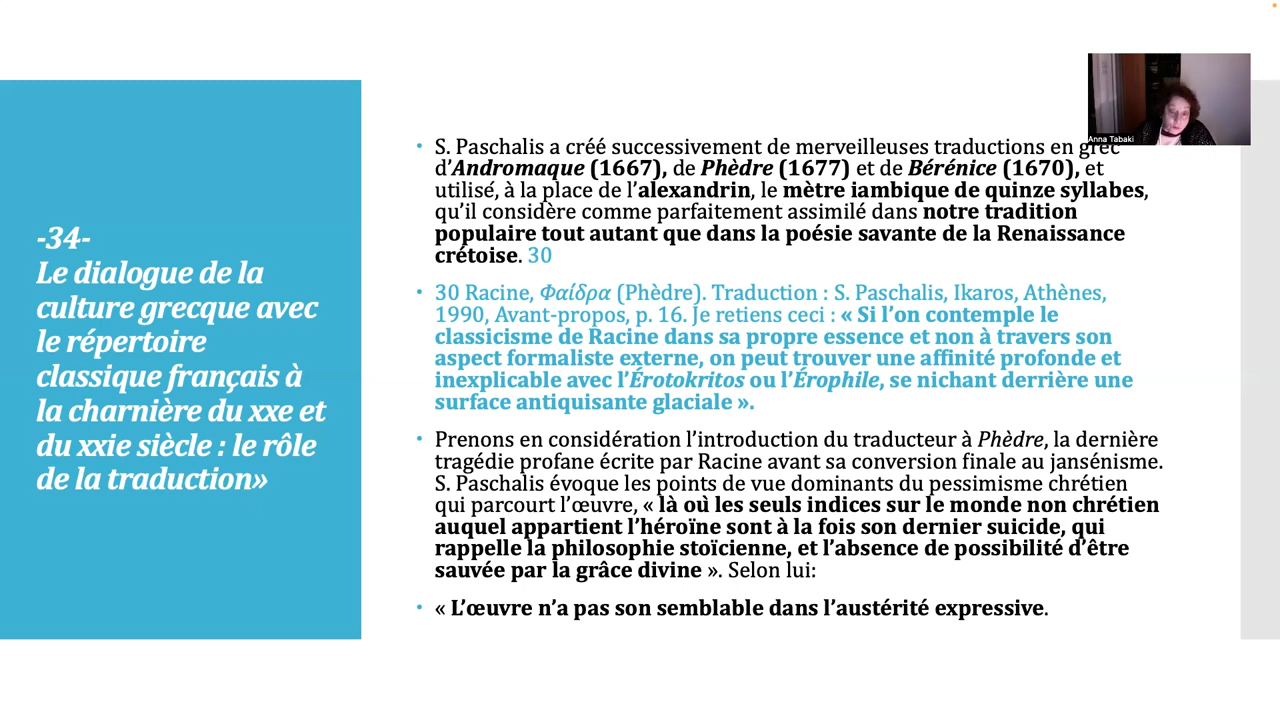 -34-
Le dialogue de la
culture grecque avec
le répertoire
classique français à
la charnière du xxe et
du xxie siècle : le rôle
de la traduction»
• S. Paschalis a créé successivement de merveilleuses traductions en grec
d’Andromaque (1667), de Phèdre (1677) et de Bérénice (1670), et
utilisé, à la place de l’alexandrin, le mètre iambique de quinze syllabes,
qu’il considère comme parfaitement assimilé dans notre tradition
populaire tout autant que dans la poésie savante de la Renaissance
crétoise. 30
• 30 Racine, Φαίδρα (Phèdre). Traduction : S. Paschalis, Ikaros, Athènes,
1990, Avant-propos, p. 16. Je retiens ceci : « Si l’on contemple le
classicisme de Racine dans sa propre essence et non à travers son
aspect formaliste externe, on peut trouver une affinité profonde et
inexplicable avec l’Érotokritos ou l’Érophile, se nichant derrière une
surface antiquisante glaciale ».
• Prenons en considération l’introduction du traducteur à Phèdre, la dernière
tragédie profane écrite par Racine avant sa conversion finale au jansénisme.
S. Paschalis évoque les points de vue dominants du pessimisme chrétien
qui parcourt l’œuvre, « là où les seuls indices sur le monde non chrétien
auquel appartient l’héroïne sont à la fois son dernier suicide, qui
rappelle la philosophie stoïcienne, et l’absence de possibilité d’être
sauvée par la grâce divine ». Selon lui:
• « L’œuvre n’a pas son semblable dans l’austérité expressive.
Anna Tabaki